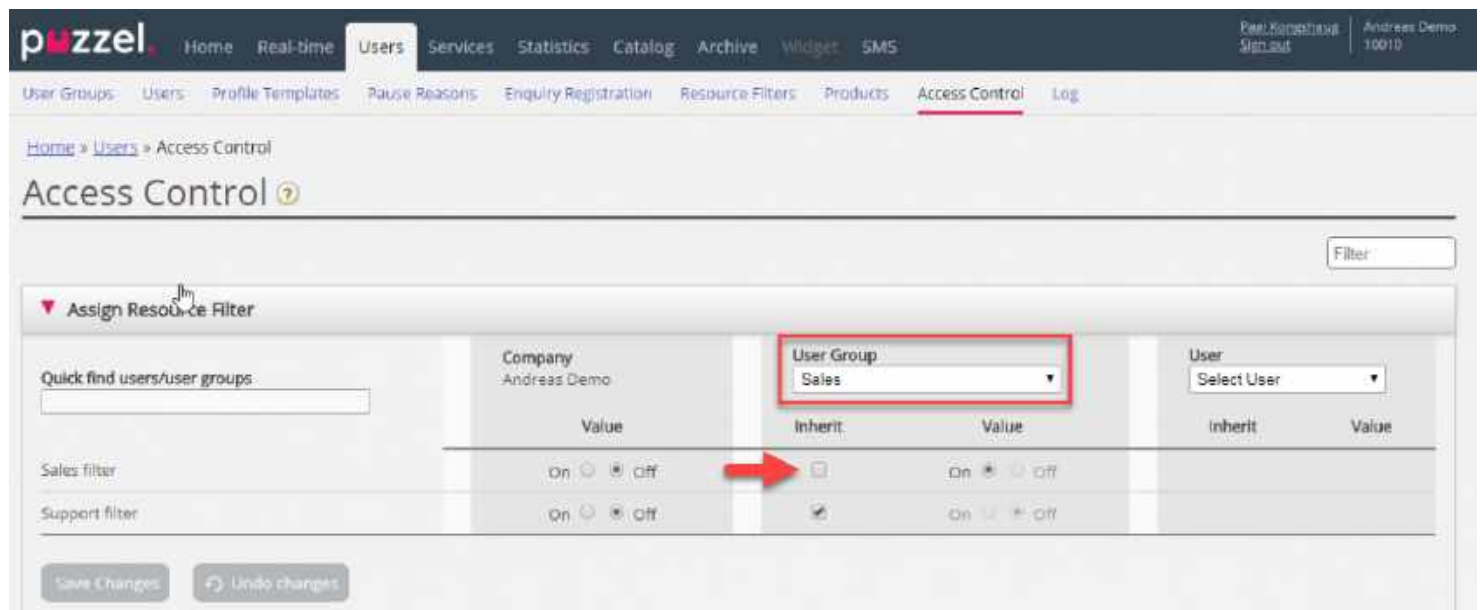 puzzel. Home Real-time Users Services Statistics Catalog Archive Widget SMS
Sign out
Andreas Demo
10010
User Groups Users Profile Templates Pause Reasons Enquiry Registration Resource Filters Products Access Control Log
Home » Users » Access Control
Access Control ?
Filter
Assign Resource Filter
Quick find users/user groups
Company
Andreas Demo
User Group
Sales
User
Select User
Value Inherit Value Inherit Value
Sales filter On Off On Off
Support filter On Off On Off
Save Changes Undo changes